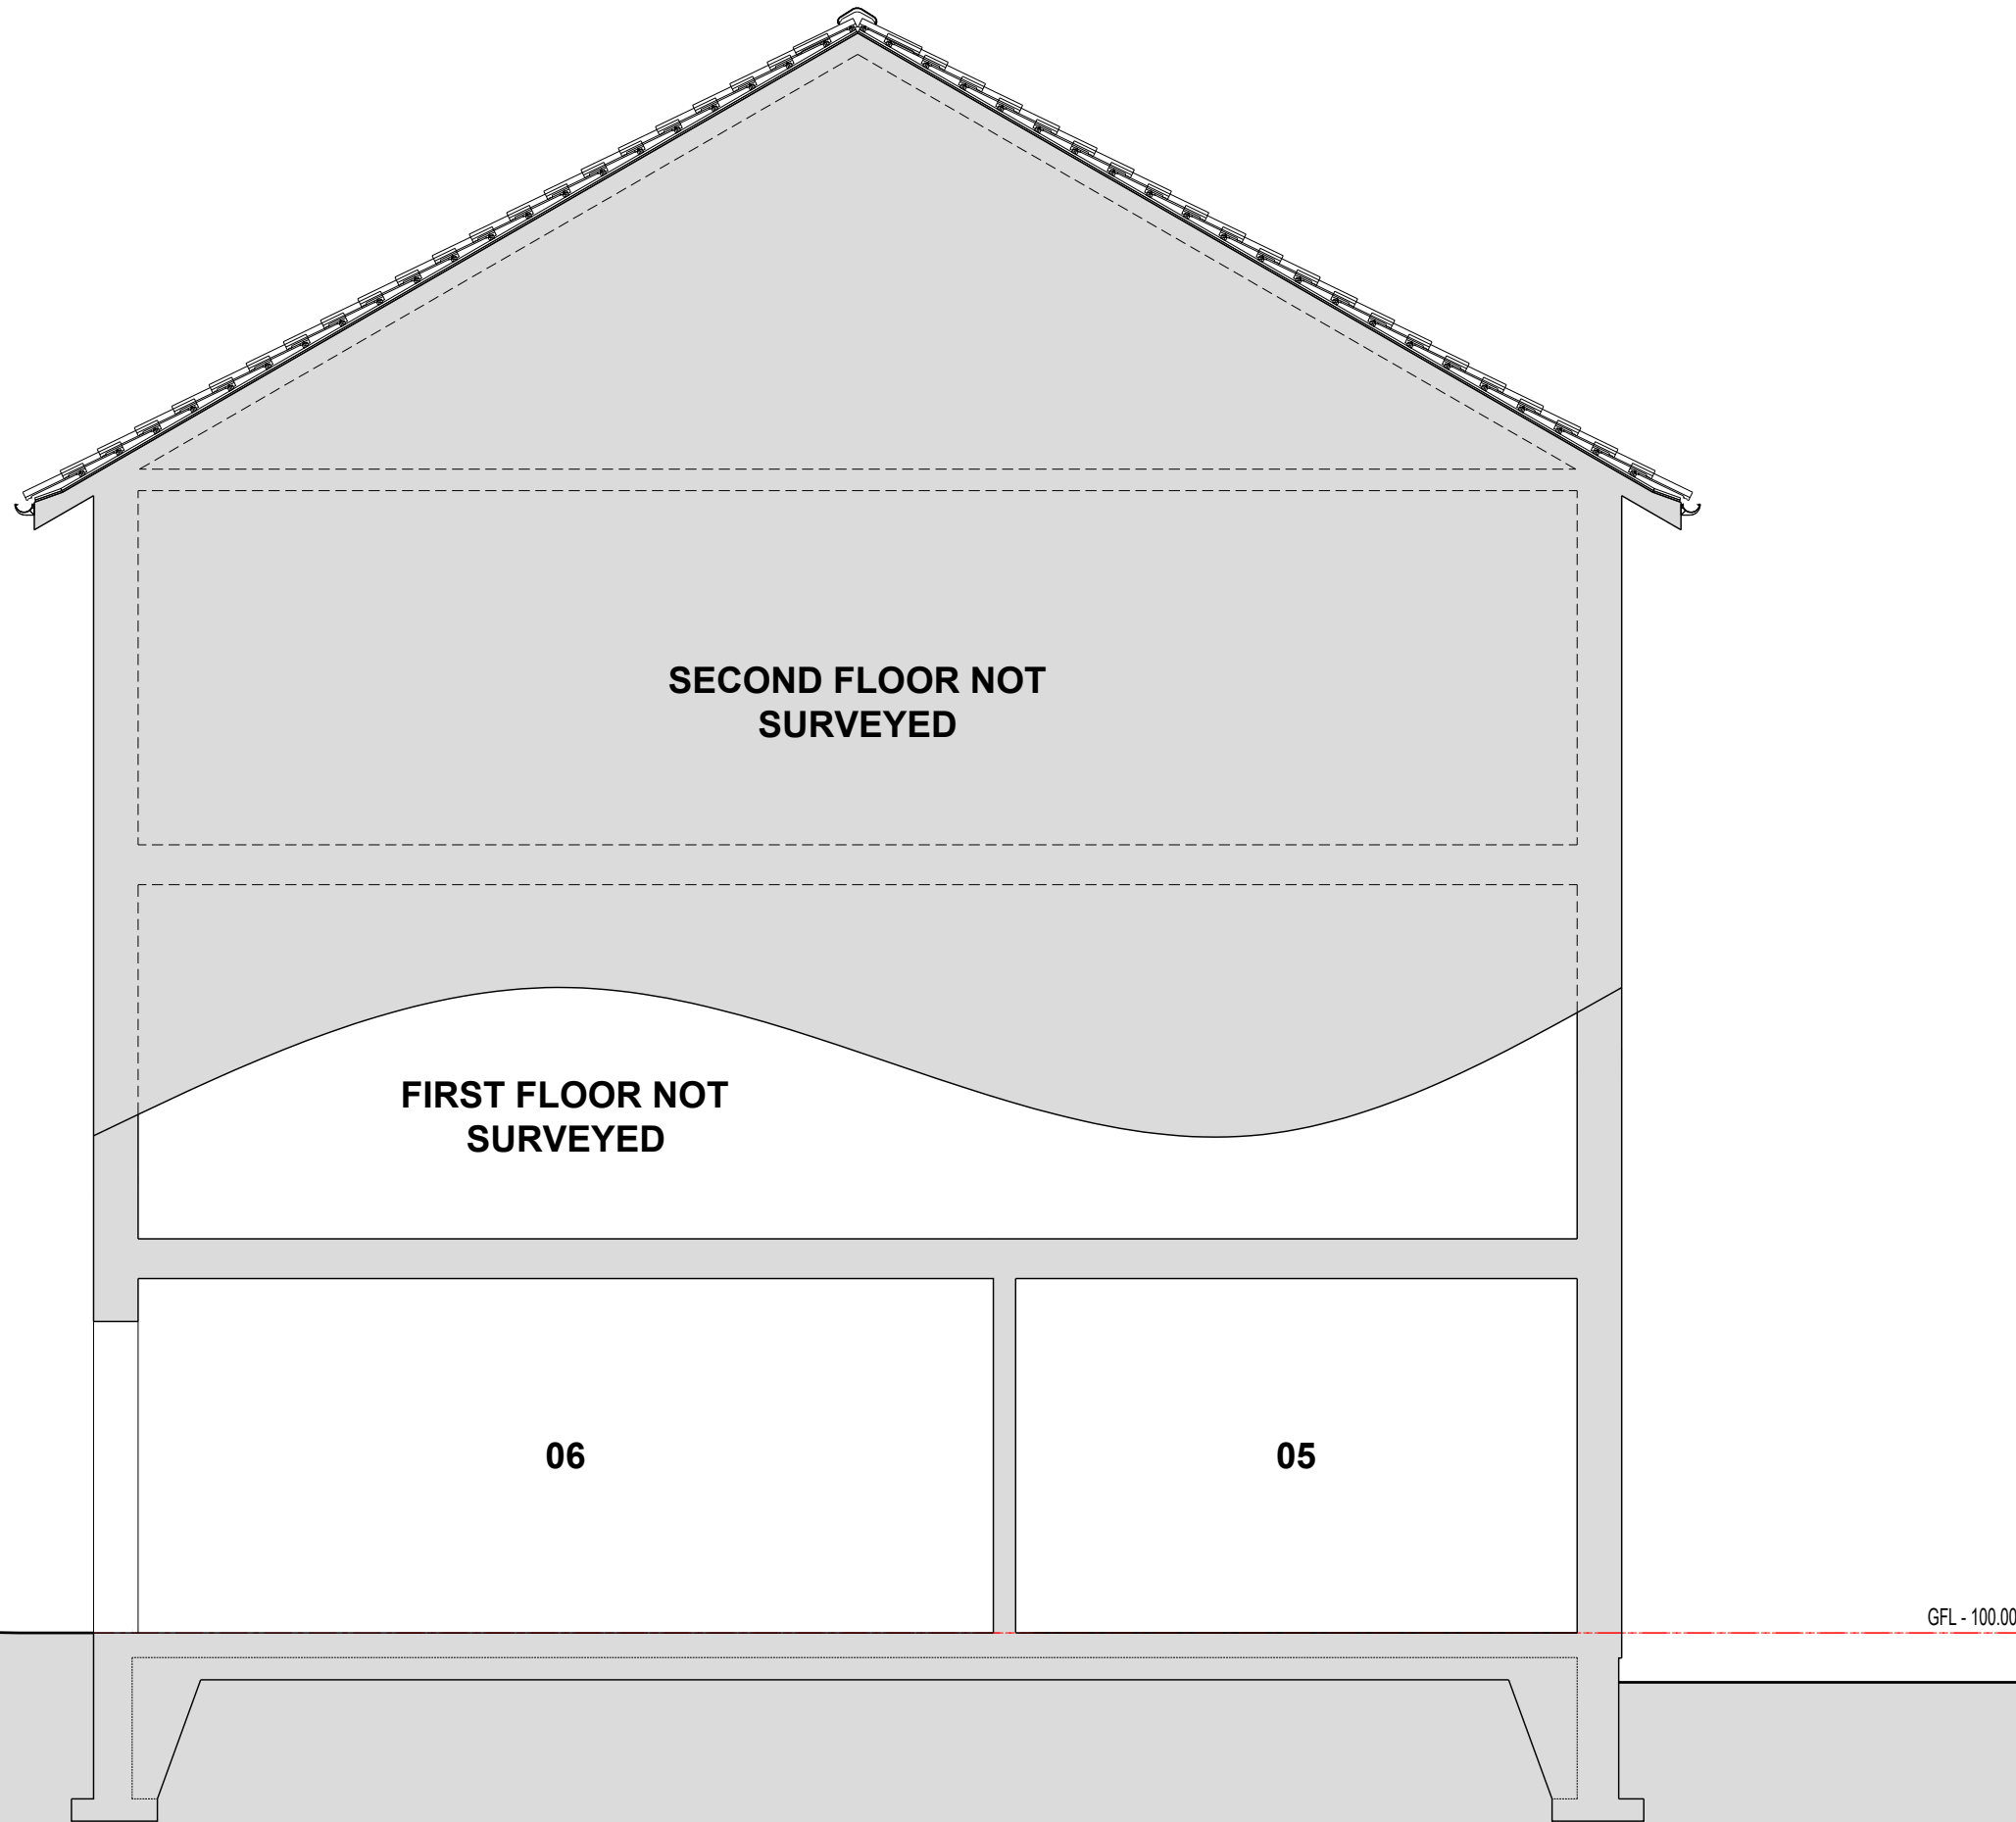 SECOND FLOOR NOT
SURVEYED
FIRST FLOOR NOT
SURVEYED
06
05
GFL - 100.00